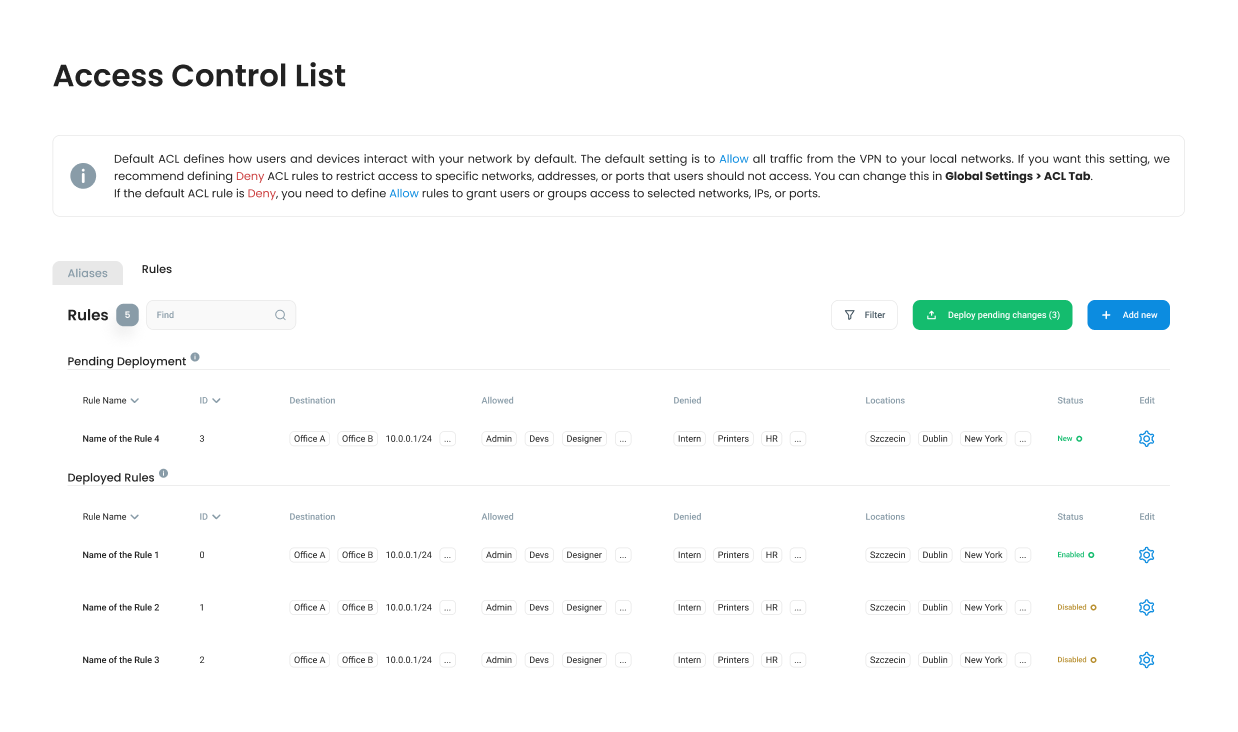 Access Control List
Default ACL defines how users and devices interact with your network by default. The default setting is to Allow all traffic from the VPN to your local networks. If you want this setting, we
recommend defining Deny ACL rules to restrict access to specific networks, addresses, or ports that users should not access. You can change this in Global Settings > ACL Tab.
If the default ACL rule is Deny, you need to define Allow rules to grant users or groups access to selected networks, IPs, or ports.
Aliases Rules
Rules 5 Find Filter Deploy pending changes (3) + Add new
Pending Deployment
Rule Name ID Destination Allowed Denied Locations Status Edit
Name of the Rule 4 3 Office A Office B 10.0.0.1/24 ... Admin Devs Designer ... Intern Printers HR ... Szczecin Dublin New York ... New
Deployed Rules
Rule Name ID Destination Allowed Denied Locations Status Edit
Name of the Rule 1 0 Office A Office B 10.0.0.1/24 ... Admin Devs Designer ... Intern Printers HR ... Szczecin Dublin New York ... Enabled
Name of the Rule 2 1 Office A Office B 10.0.0.1/24 ... Admin Devs Designer ... Intern Printers HR ... Szczecin Dublin New York ... Disabled
Name of the Rule 3 2 Office A Office B 10.0.0.1/24 ... Admin Devs Designer ... Intern Printers HR ... Szczecin Dublin New York ... Disabled